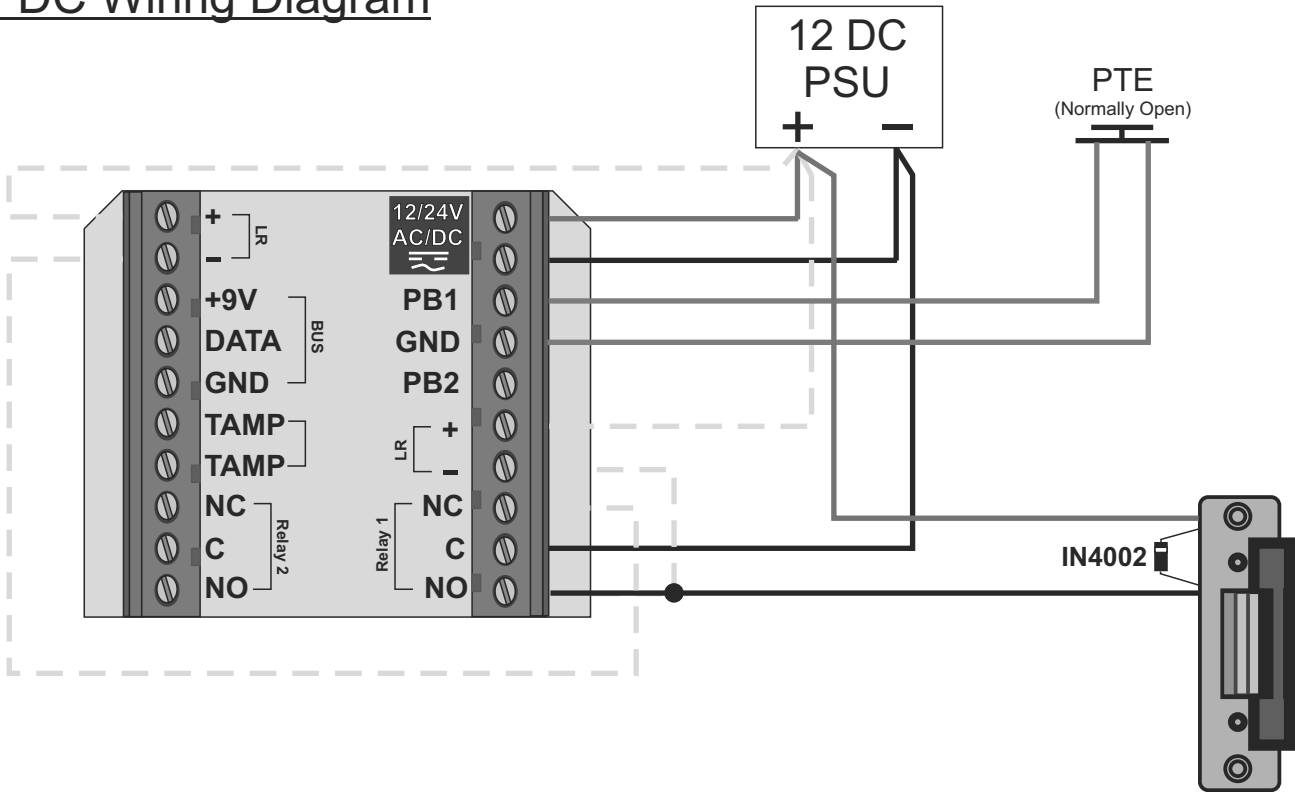 DC Wiring Diagram
12 DC
PSU
+ −
PTE
(Normally Open)
+
−
LR
+9V
DATA
GND
BUS
TAMP
TAMP
NC
C
NO
Relay 2
12/24V
AC/DC
PB1
GND
PB2
+
−
LR
NC
C
NO
Relay 1
IN4002